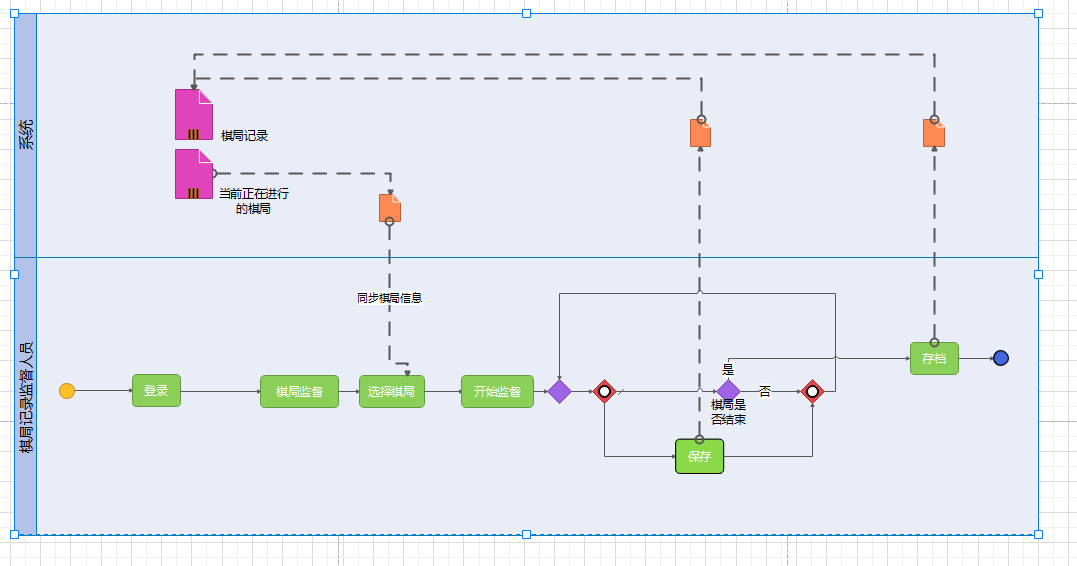 系统
棋局记录
当前正在进行
的棋局
同步棋局信息
棋局记录监督人员
登录
棋局监督
选择棋局
开始监督
是
否
棋局是
否结束
保存
存档